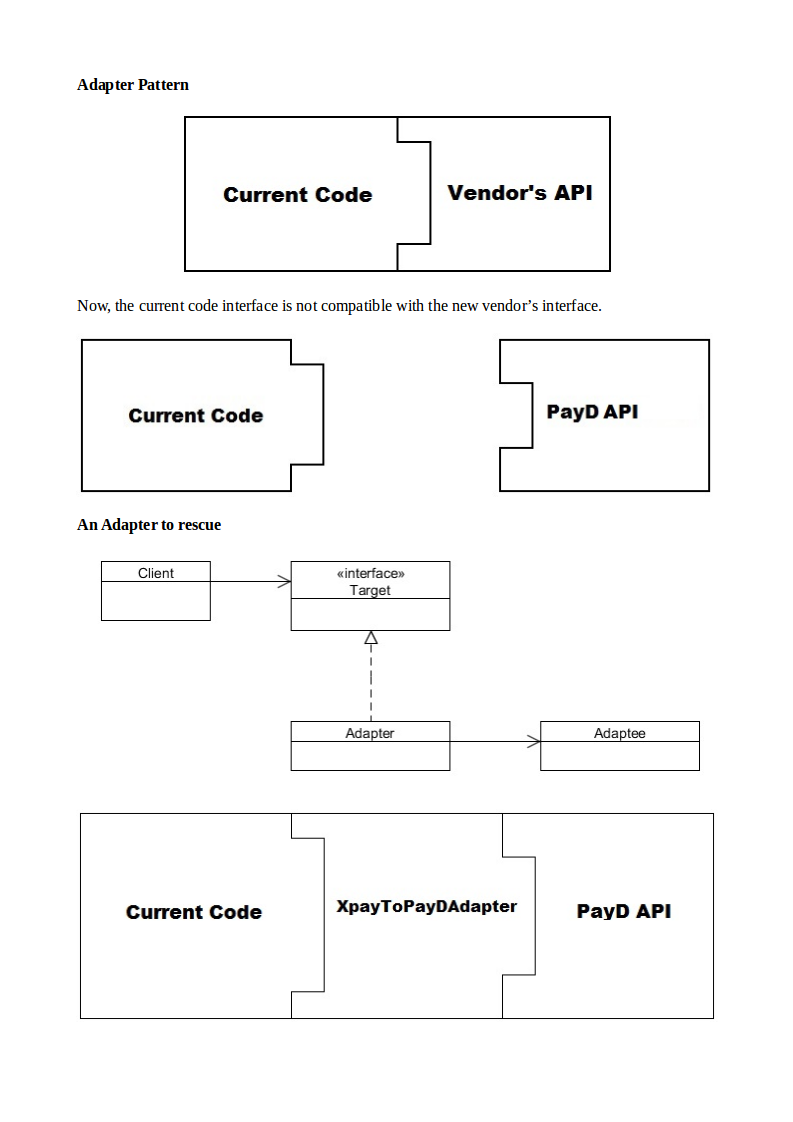 Adapter Pattern
Current Code
Vendor's API
Now, the current code interface is not compatible with the new vendor’s interface.
Current Code
PayD API
An Adapter to rescue
Client
«interface»
Target
Adapter
Adaptee
Current Code
XpayToPayDAdapter
PayD API